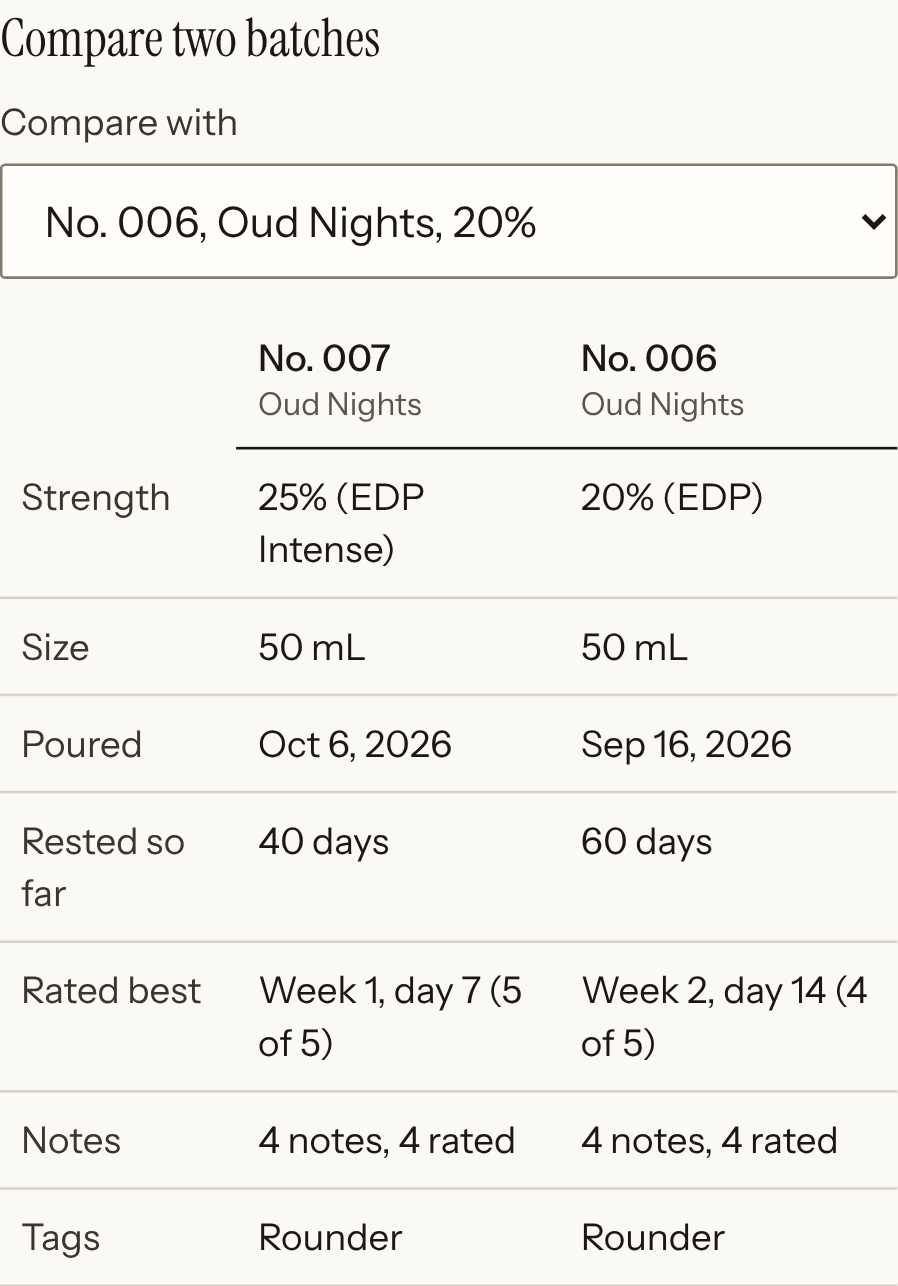 Compare two batches
Compare with
No. 006, Oud Nights, 20%
No. 007 No. 006
Oud Nights Oud Nights
Strength 25% (EDP 20% (EDP)
Intense)
Size 50 mL 50 mL
Poured Oct 6, 2026 Sep 16, 2026
Rested so 40 days 60 days
far
Rated best Week 1, day 7 (5 Week 2, day 14 (4
of 5) of 5)
Notes 4 notes, 4 rated 4 notes, 4 rated
Tags Rounder Rounder